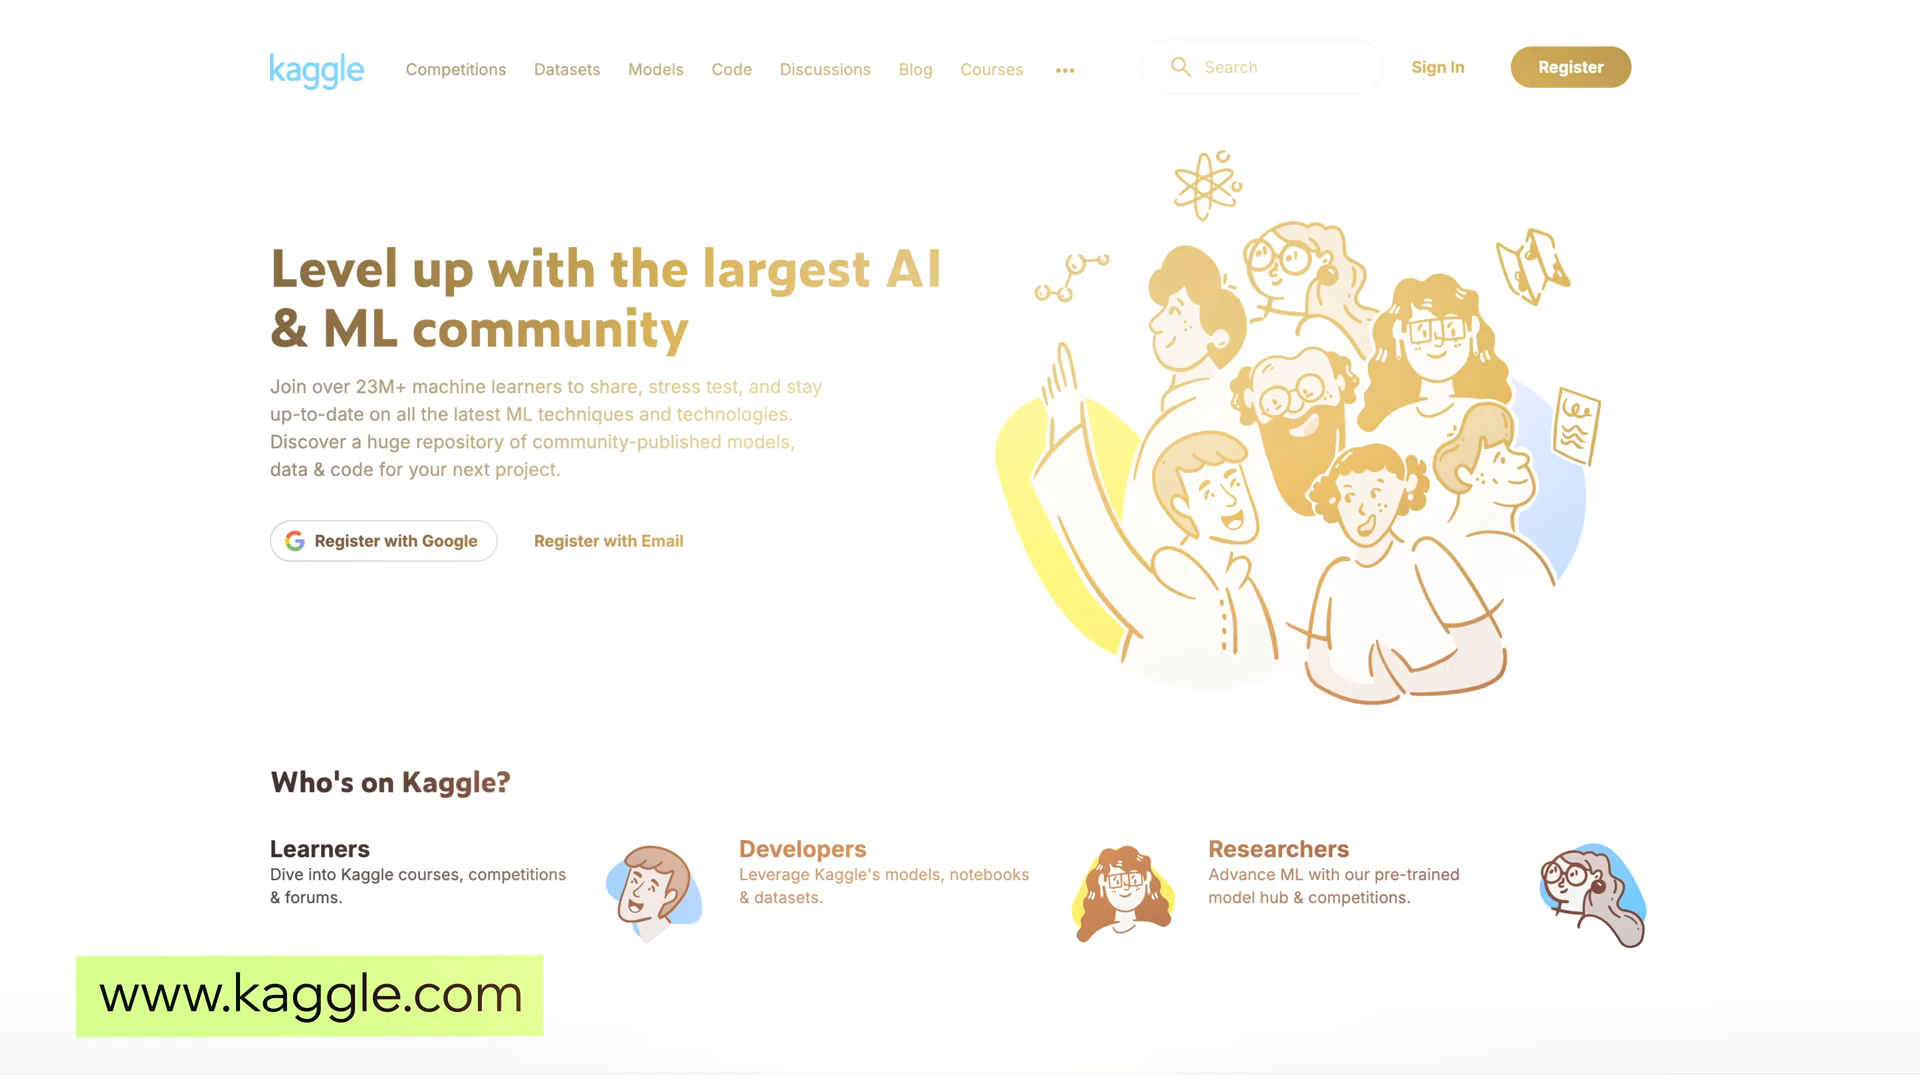 kaggle
Competitions
Datasets
Models
Code
Discussions
Blog
Courses
Search
Sign In
Register
Level up with the largest AI
& ML community
Join over 23M+ machine learners to share, stress test, and stay
up-to-date on all the latest ML techniques and technologies.
Discover a huge repository of community-published models,
data & code for your next project.
Register with Google
Register with Email
Who's on Kaggle?
Learners
Dive into Kaggle courses, competitions
& forums.
Developers
Leverage Kaggle's models, notebooks
& datasets.
Researchers
Advance ML with our pre-trained
model hub & competitions.
www.kaggle.com